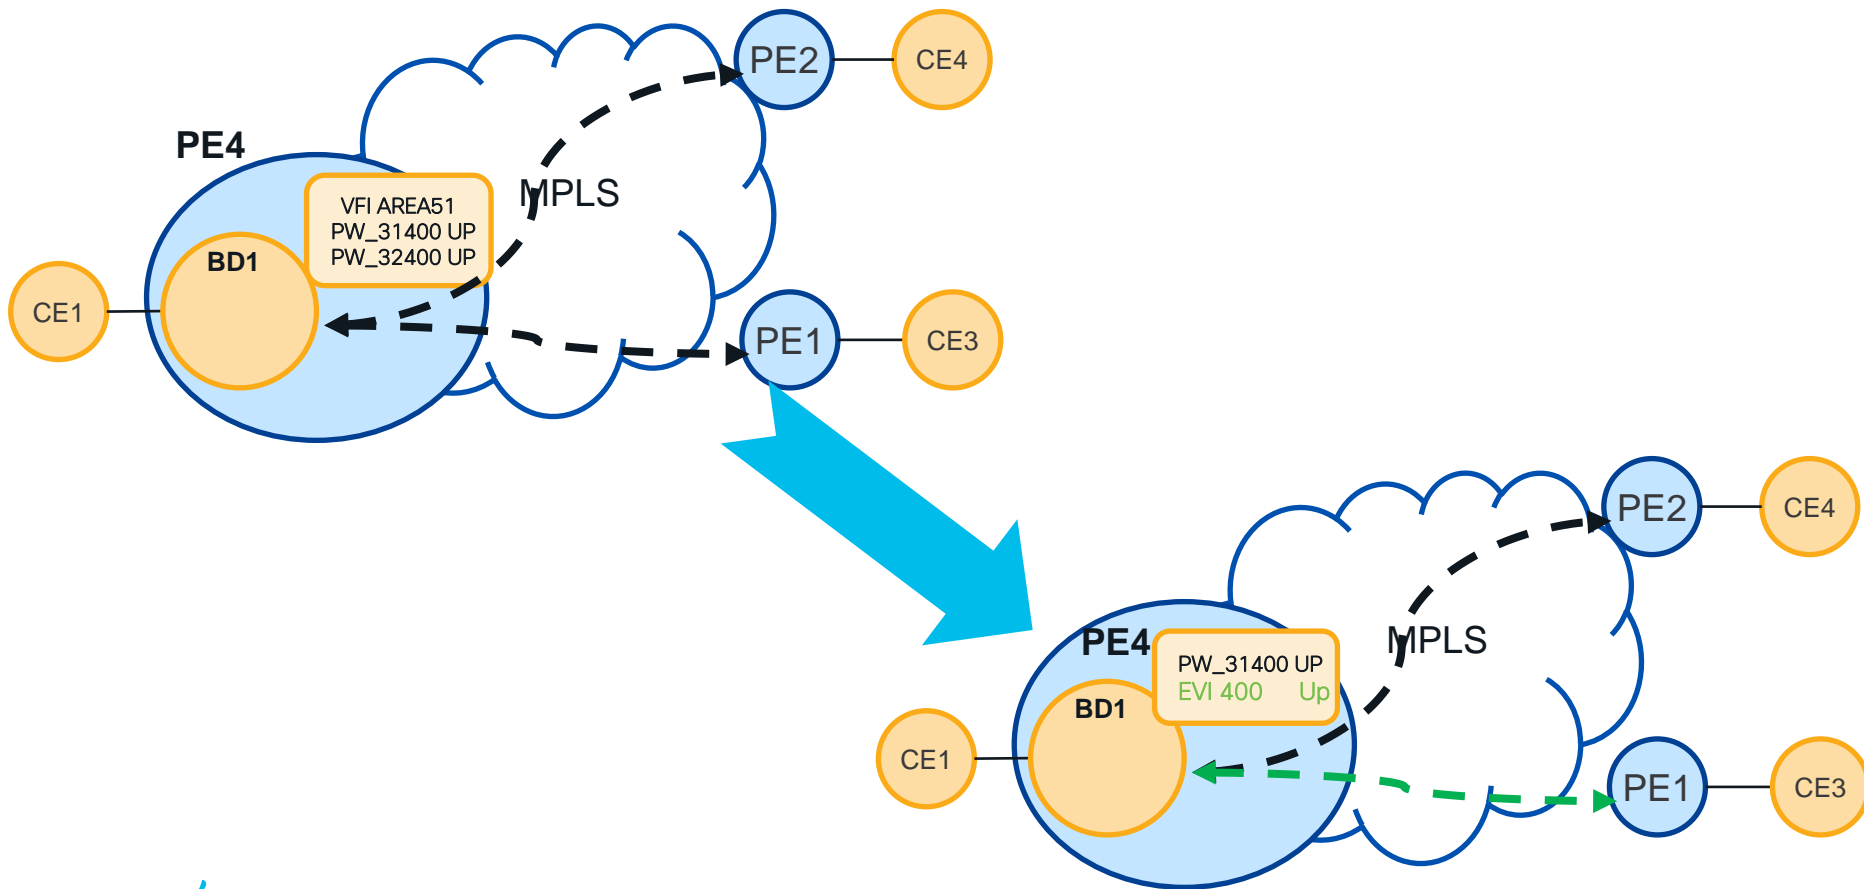 PE2
CE4
PE4
MPLS
VFI AREA51
PW_31400 UP
PW_32400 UP
BD1
CE1
PE1
CE3
PE2
CE4
PE4
MPLS
PW_31400 UP
EVI 400 Up
BD1
CE1
PE1
CE3